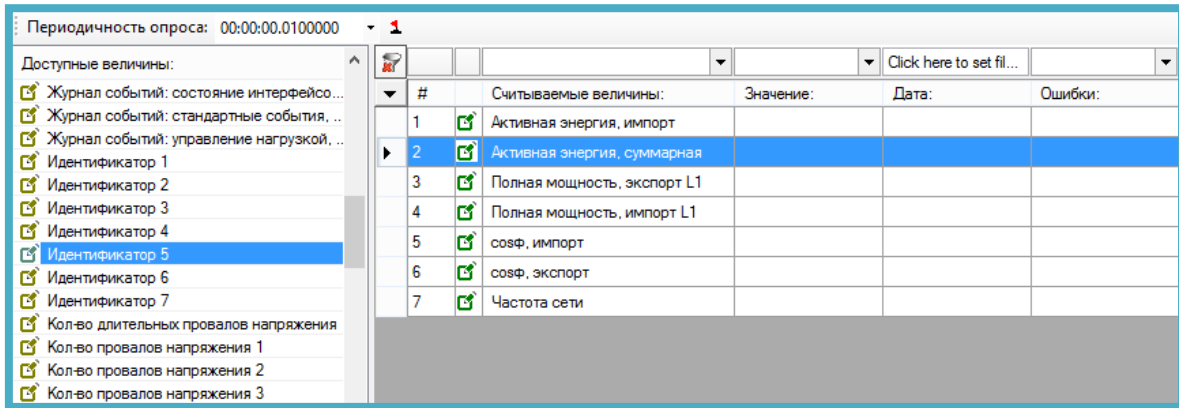 Периодичность опроса: 00:00:00.0100000
Доступные величины:
Журнал событий: состояние интерфейсо...
Журнал событий: стандартные события, ..
Журнал событий: управление нагрузкой, ..
Идентификатор 1
Идентификатор 2
Идентификатор 3
Идентификатор 4
Идентификатор 5
Идентификатор 6
Идентификатор 7
Кол-во длительных провалов напряжения
Кол-во провалов напряжения 1
Кол-во провалов напряжения 2
Кол-во провалов напряжения 3
Click here to set fil...
# Считываемые величины: Значение: Дата: Ошибки:
1 Активная энергия, импорт
2 Активная энергия, суммарная
3 Полная мощность, экспорт L1
4 Полная мощность, импорт L1
5 cosФ, импорт
6 cosФ, экспорт
7 Частота сети